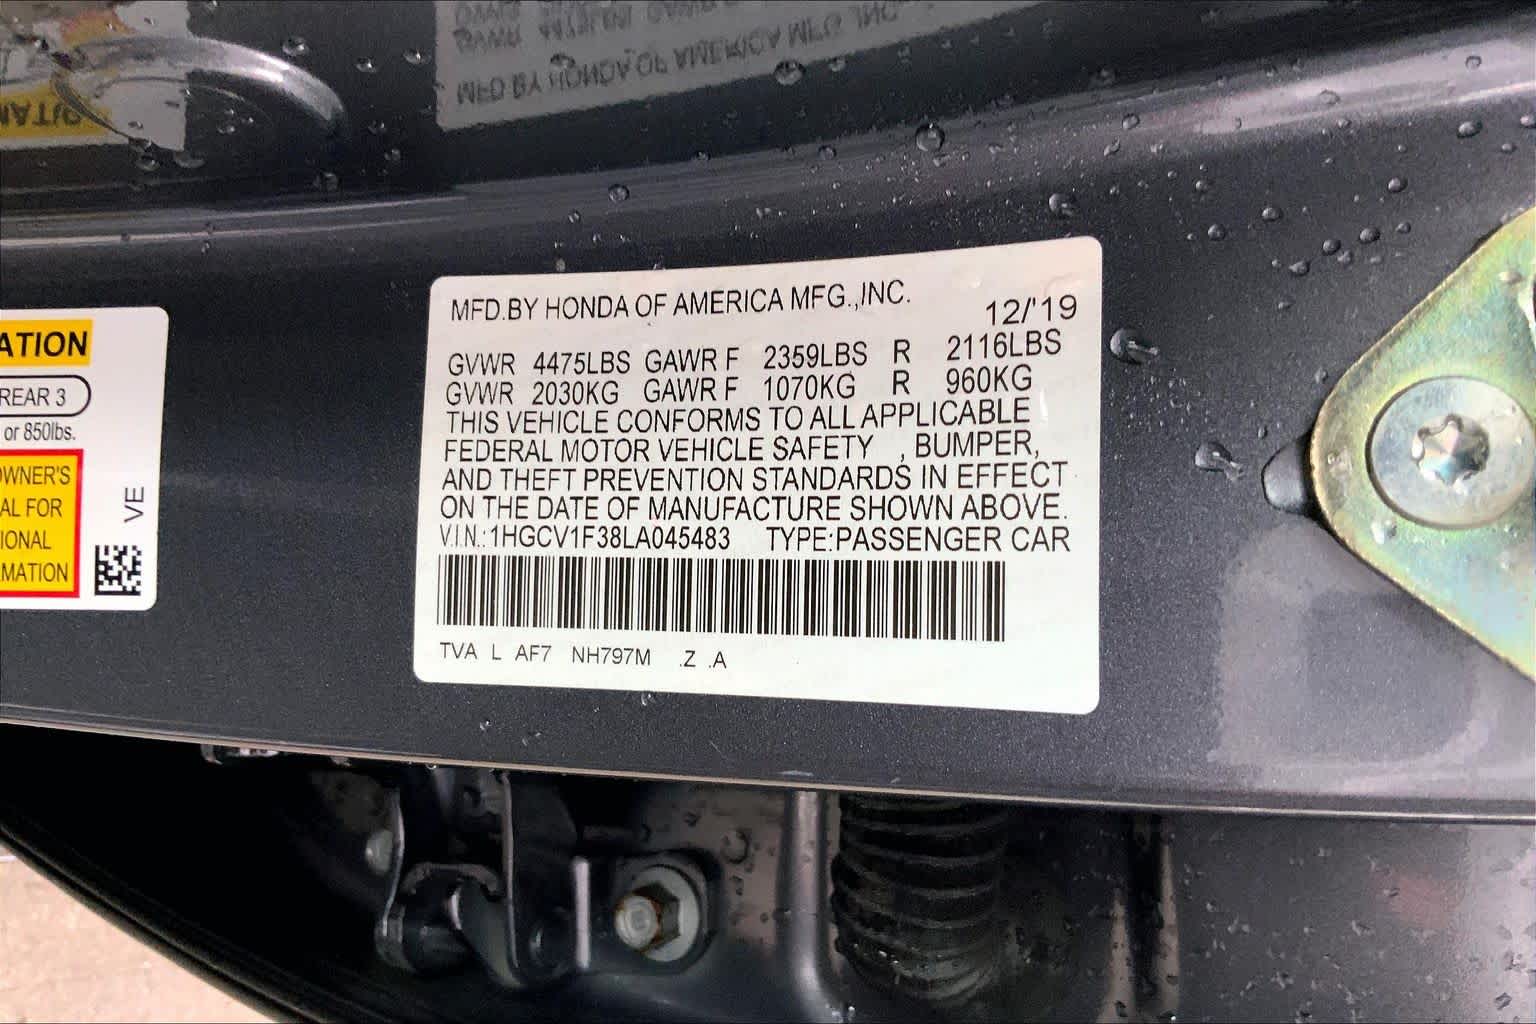 MFD.BY HONDA OF AMERICA MFG.,INC.
12/'19
GVWR 4475LBS GAWR F 2359LBS R 2116LBS
GVWR 2030KG GAWR F 1070KG R 960KG
THIS VEHICLE CONFORMS TO ALL APPLICABLE
FEDERAL MOTOR VEHICLE SAFETY , BUMPER,
AND THEFT PREVENTION STANDARDS IN EFFECT
ON THE DATE OF MANUFACTURE SHOWN ABOVE.
V.I.N.:1HGCV1F38LA045483 TYPE:PASSENGER CAR
TVA L AF7 NH797M .Z .A
ATION
REAR 3
or 850lbs.
OWNER'S
AL FOR
IONAL
MATION
VE